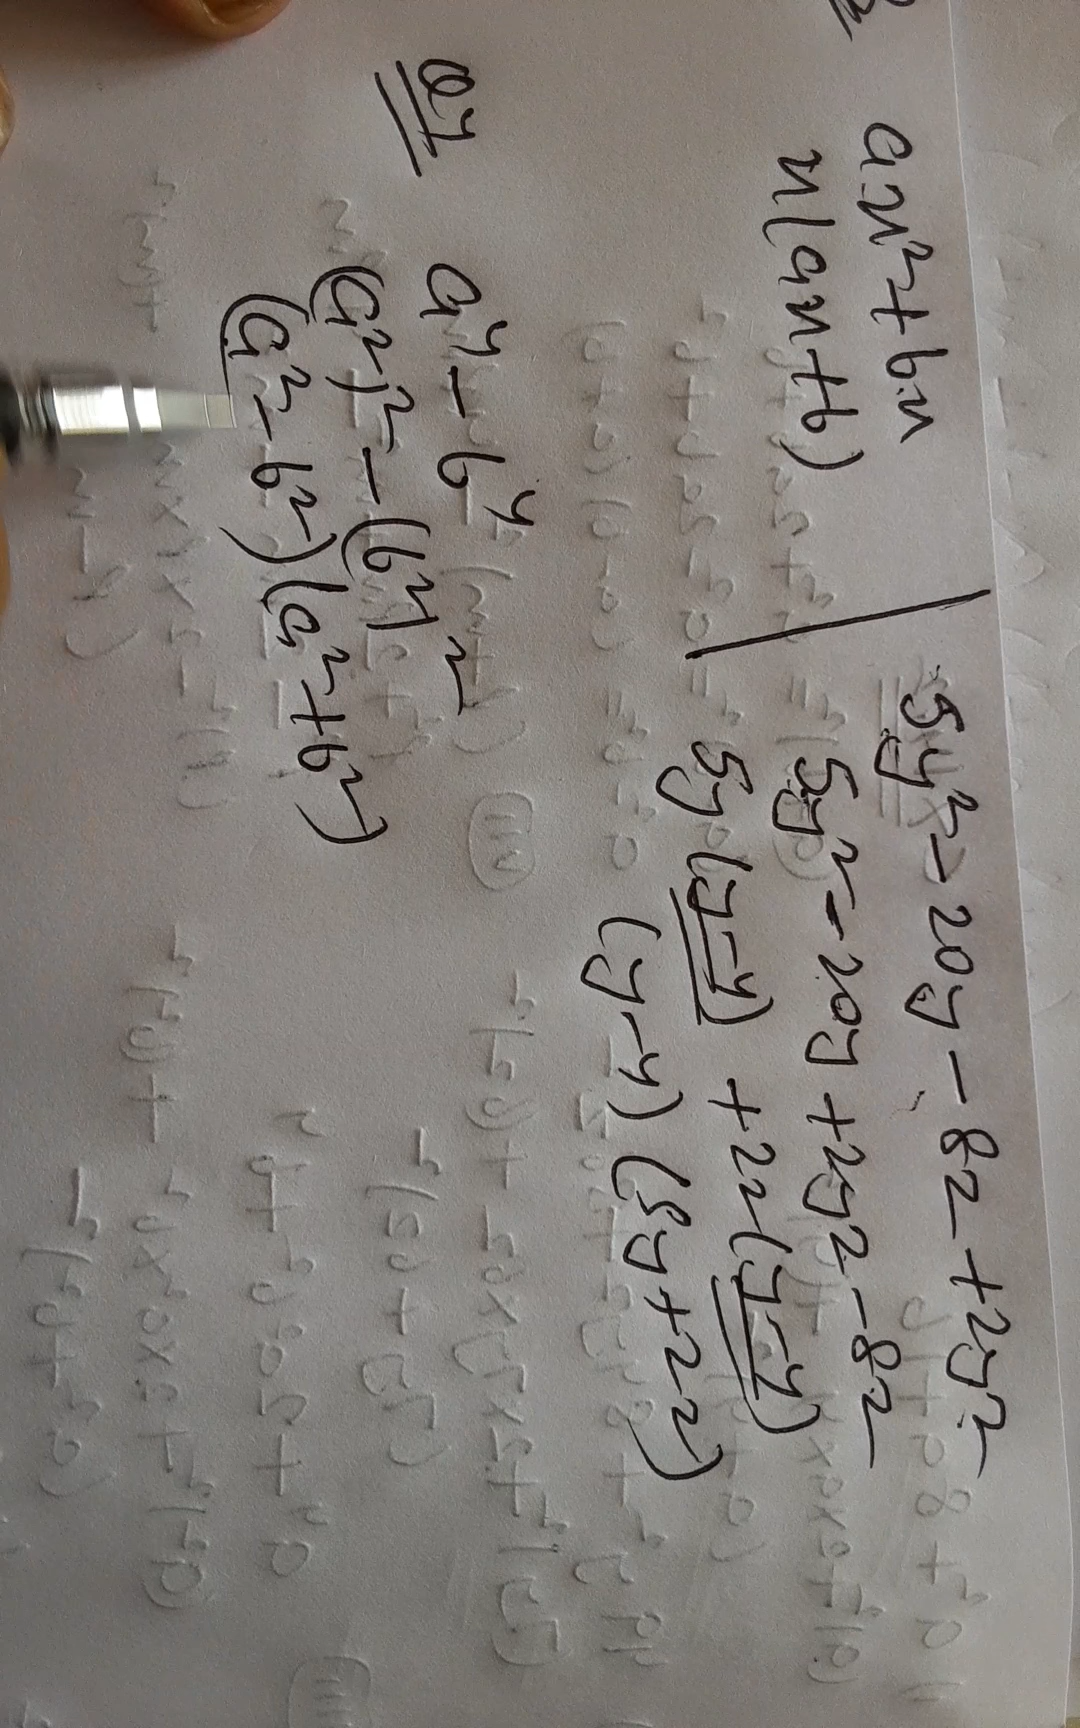 ax² + bx
x(ax+b)
5y² - 20y - 8z + 2yz
5y² - 20y + 2yz - 8z
5y(y-4) + 2z(y-4)
(y-4)(5y+2z)
Q4
a⁴ - b⁴
(a²)² - (b²)²
(a² - b²)(a² + b²)